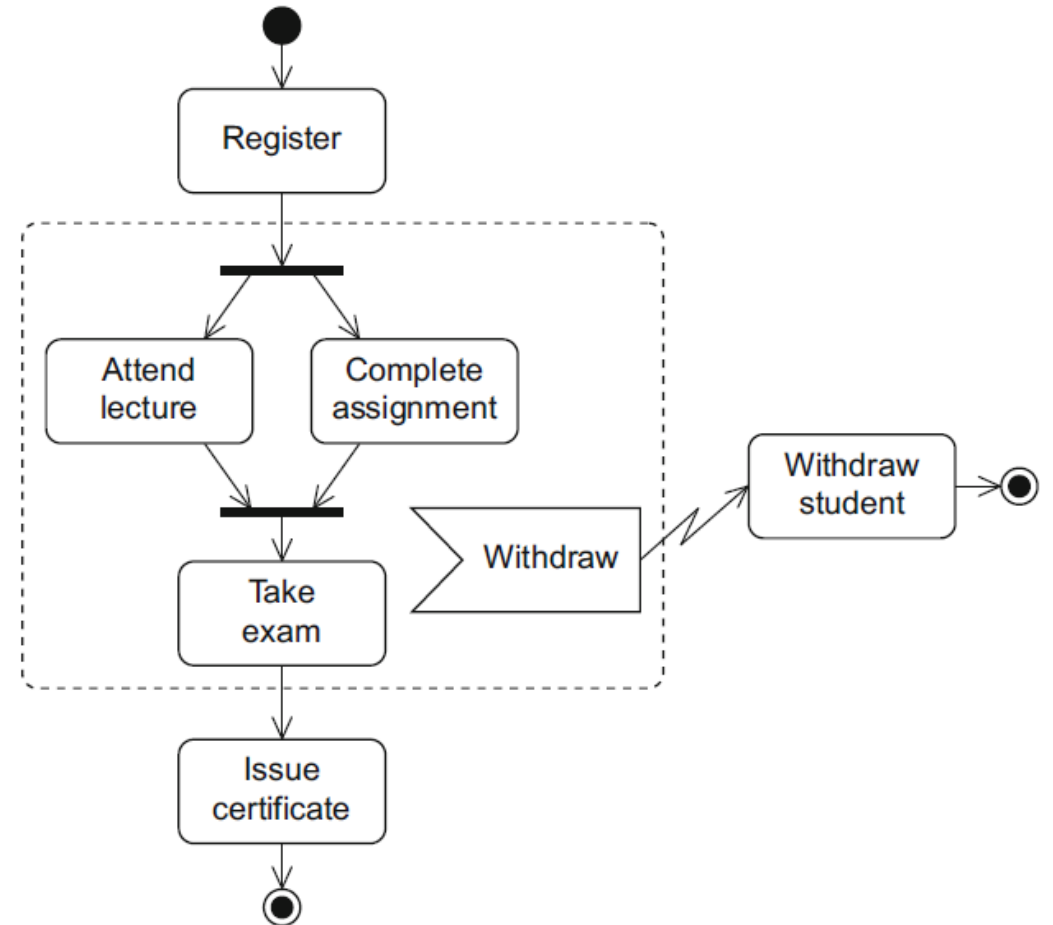 Register
Attend
lecture
Complete
assignment
Withdraw
student
Withdraw
Take
exam
Issue
certificate